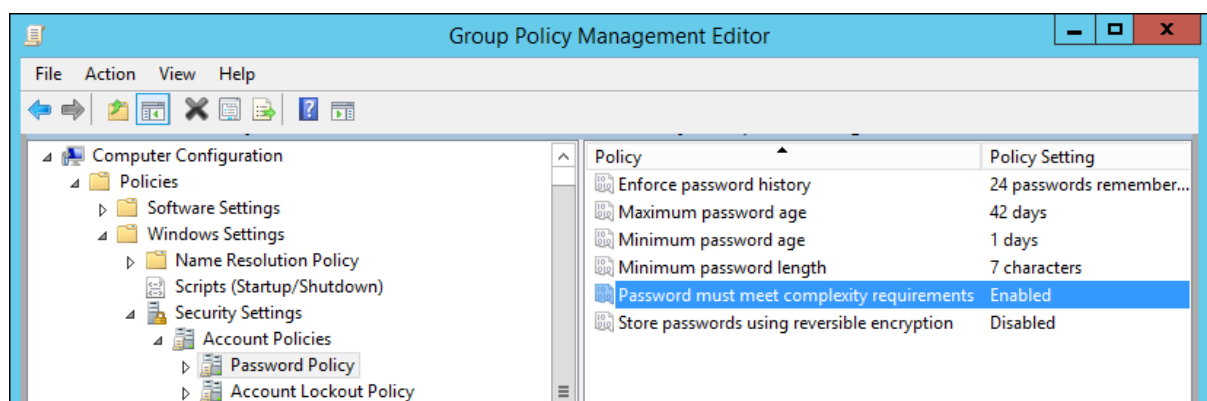 Group Policy Management Editor
File Action View Help
Computer Configuration
Policies
Software Settings
Windows Settings
Name Resolution Policy
Scripts (Startup/Shutdown)
Security Settings
Account Policies
Password Policy
Account Lockout Policy
Policy Policy Setting
Enforce password history 24 passwords remember...
Maximum password age 42 days
Minimum password age 1 days
Minimum password length 7 characters
Password must meet complexity requirements Enabled
Store passwords using reversible encryption Disabled